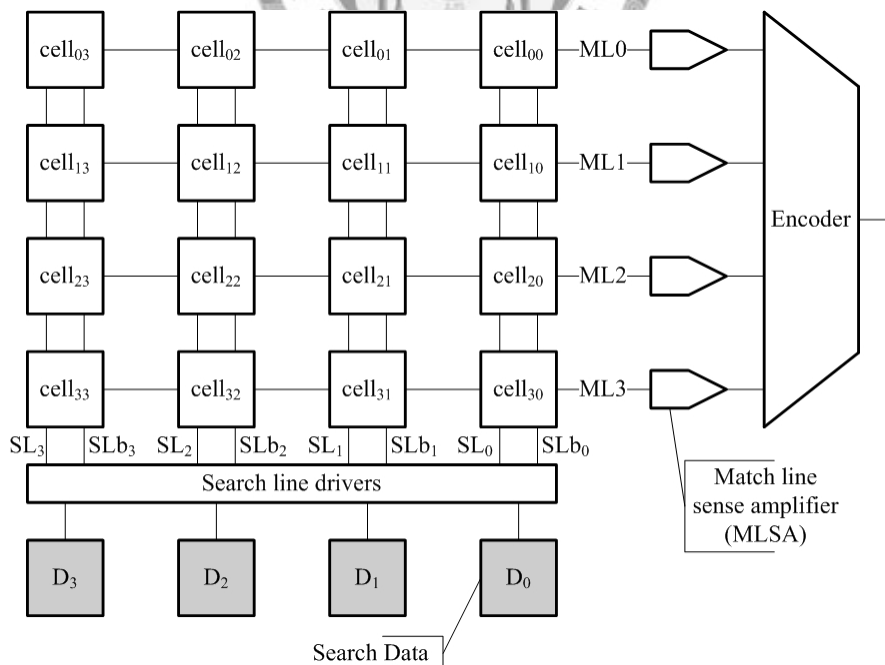 cell₀₃ cell₀₂ cell₀₁ cell₀₀ ML0
cell₁₃ cell₁₂ cell₁₁ cell₁₀ ML1
Encoder
cell₂₃ cell₂₂ cell₂₁ cell₂₀ ML2
cell₃₃ cell₃₂ cell₃₁ cell₃₀ ML3
SL₃ SLb₃ SL₂ SLb₂ SL₁ SLb₁ SL₀ SLb₀
Search line drivers
Match line
sense amplifier
(MLSA)
D₃ D₂ D₁ D₀
Search Data